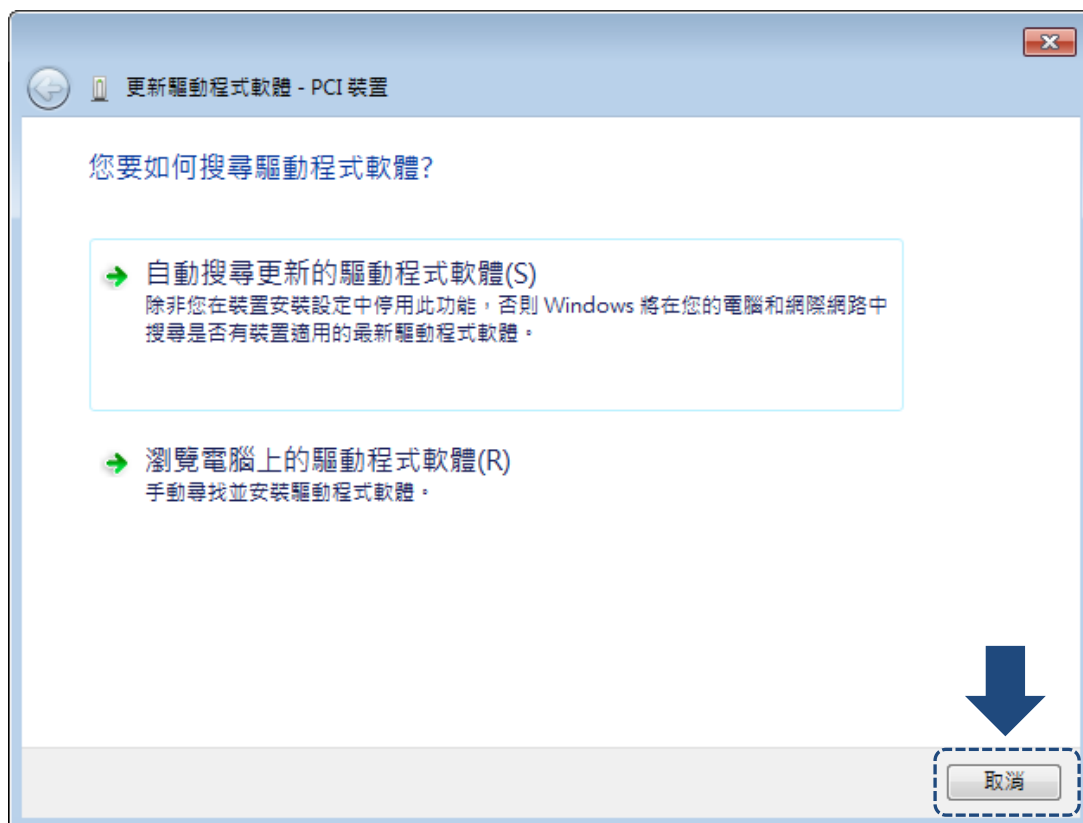 更新驅動程式軟體 - PCI 裝置
您要如何搜尋驅動程式軟體?
自動搜尋更新的驅動程式軟體(S)
除非您在裝置安裝設定中停用此功能，否則 Windows 將在您的電腦和網際網路中
搜尋是否有裝置適用的最新驅動程式軟體。
瀏覽電腦上的驅動程式軟體(R)
手動尋找並安裝驅動程式軟體。
取消